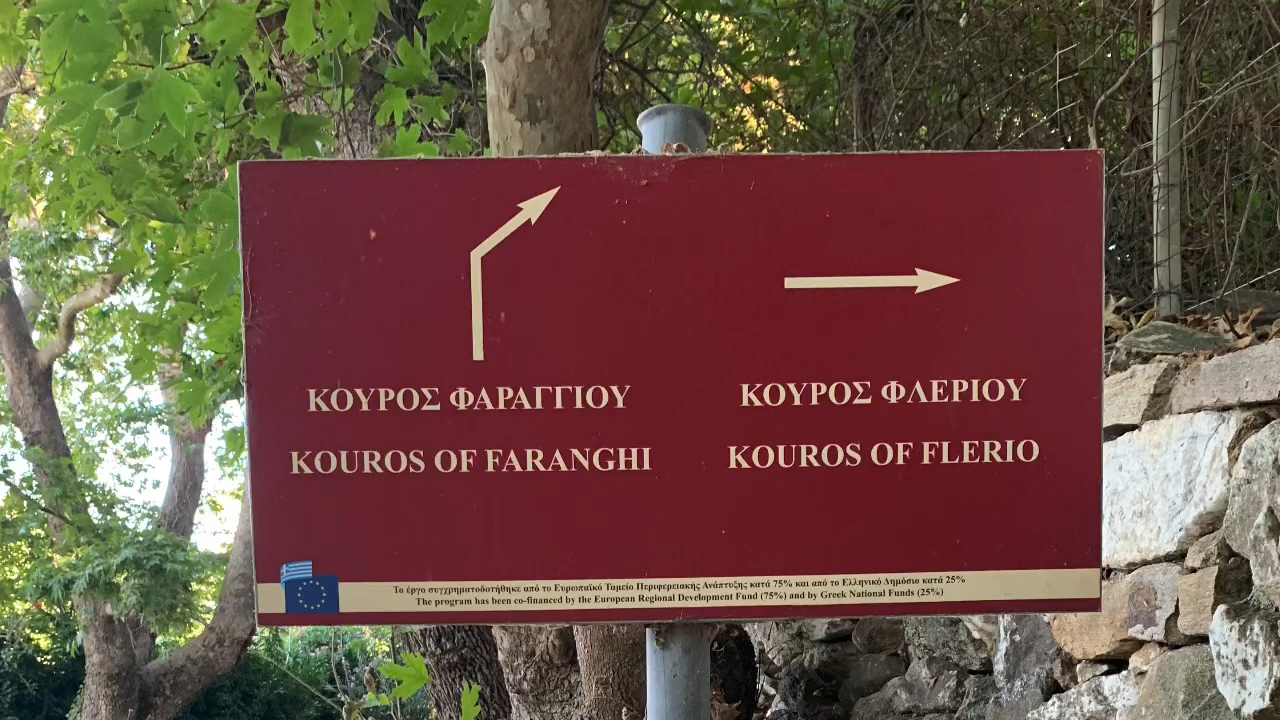 ΚΟΥΡΟΣ ΦΑΡΑΓΓΙΟΥ
KOUROS OF FARANGHI
ΚΟΥΡΟΣ ΦΛΕΡΙΟΥ
KOUROS OF FLERIO
Το έργο συγχρηματοδοτήθηκε από το Ευρωπαϊκό Ταμείο Περιφερειακής Ανάπτυξης κατά 75% και από το Ελληνικό Δημόσιο κατά 25%
The program has been co-financed by the European Regional Development Fund (75%) and by Greek National Funds (25%)